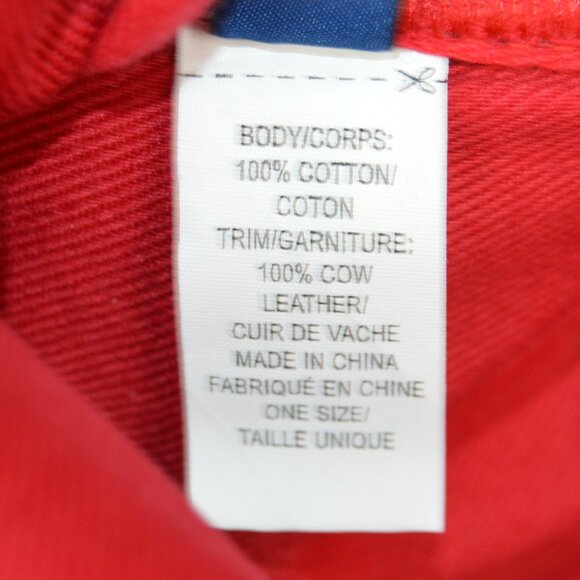 BODY/CORPS:
100% COTTON/
COTON
TRIM/GARNITURE:
100% COW
LEATHER/
CUIR DE VACHE
MADE IN CHINA
FABRIQUÉ EN CHINE
ONE SIZE/
TAILLE UNIQUE